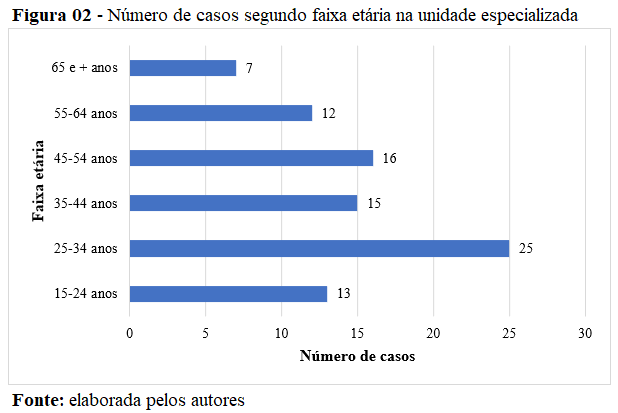 Figura 02 - Número de casos segundo faixa etária na unidade especializada
Faixa etária
65 e + anos 7
55-64 anos 12
45-54 anos 16
35-44 anos 15
25-34 anos 25
15-24 anos 13
0 5 10 15 20 25 30
Número de casos
Fonte: elaborada pelos autores